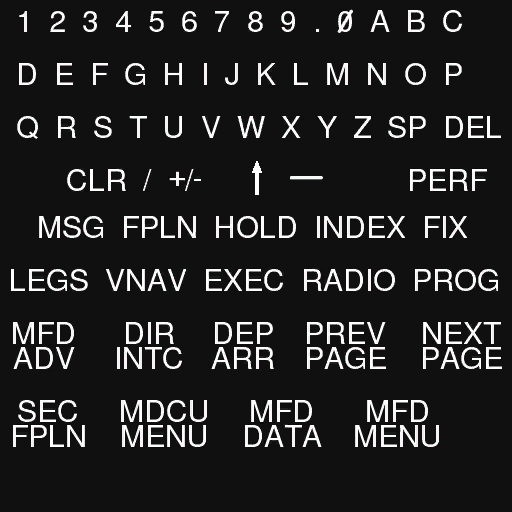 1 2 3 4 5 6 7 8 9 . Ø A B C
D E F G H I J K L M N O P
Q R S T U V W X Y Z SP DEL
CLR / +/- ↑ — PERF
MSG FPLN HOLD INDEX FIX
LEGS VNAV EXEC RADIO PROG
MFD DIR DEP PREV NEXT
ADV INTC ARR PAGE PAGE
SEC MDCU MFD MFD
FPLN MENU DATA MENU